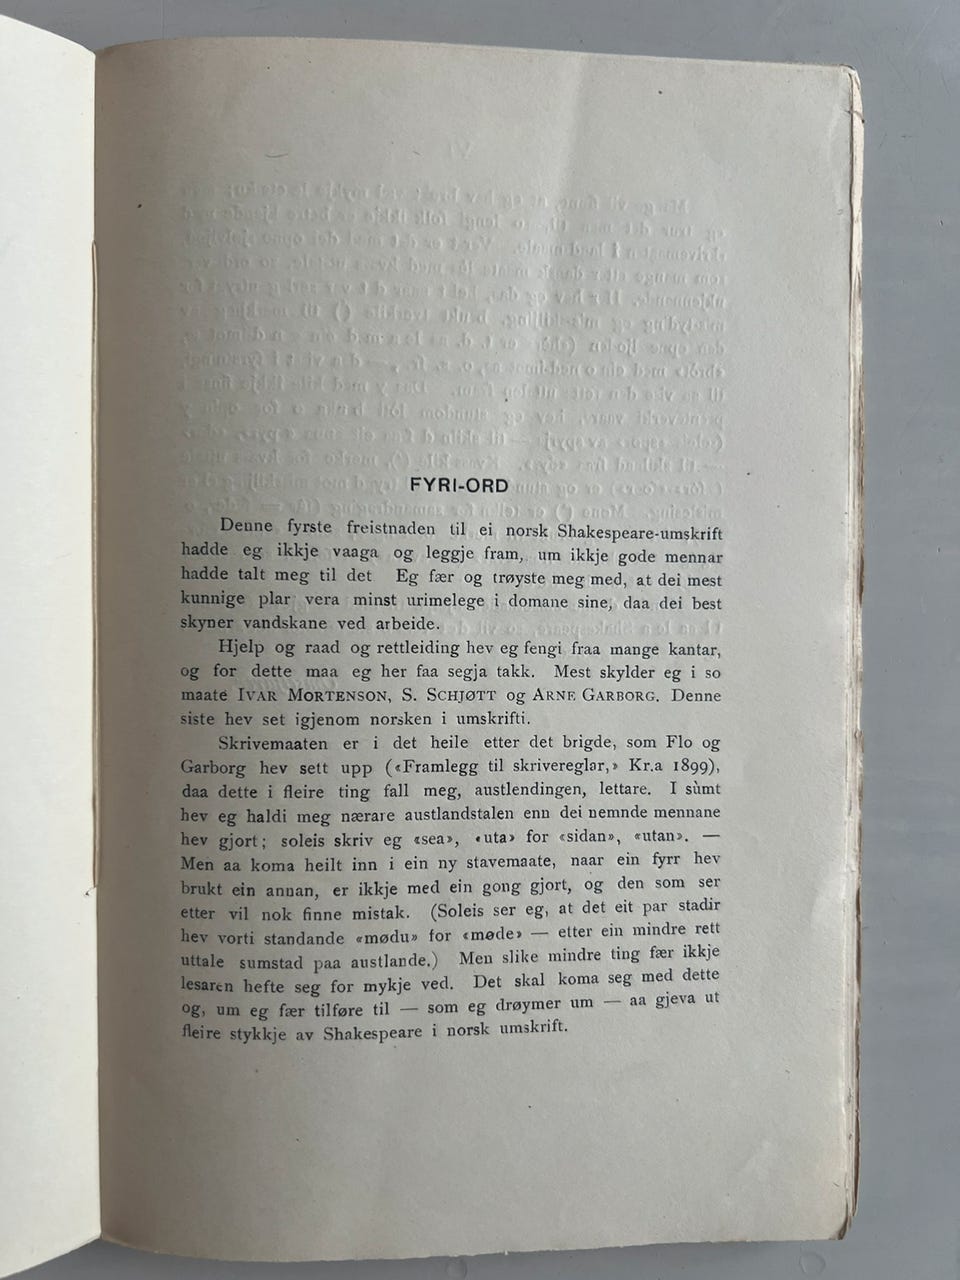 FYRI-ORD
Denne fyrste freistnaden til ei norsk Shakespeare-umskrift
hadde eg ikkje vaaga og leggje fram, um ikkje gode mennar
hadde talt meg til det Eg fær og trøyste meg med, at dei mest
kunnige plar vera minst urimelege i domane sine, daa dei best
skyner vandskane ved arbeide.
Hjelp og raad og rettleiding hev eg fengi fraa mange kantar,
og for dette maa eg her faa segja takk. Mest skylder eg i so
maate IVAR MORTENSON, S. SCHJØTT og ARNE GARBORG. Denne
siste hev set igjenom norsken i umskrifti.
Skrivemaaten er i det heile etter det brigde, som Flo og
Garborg hev sett upp («Framlegg til skrivereglar,» Kr.a 1899),
daa dette i fleire ting fall meg, austlendingen, lettare. I sùmt
hev eg haldi meg nærare austlandstalen enn dei nemnde mennane
hev gjort; soleis skriv eg «sea», «uta» for «sidan», «utan». —
Men aa koma heilt inn i ein ny stavemaate, naar ein fyrr hev
brukt ein annan, er ikkje med ein gong gjort, og den som ser
etter vil nok finne mistak. (Soleis ser eg, at det eit par stadir
hev vorti standande «mødu» for «møde» — etter ein mindre rett
uttale sumstad paa austlande.) Men slike mindre ting fær ikkje
lesaren hefte seg for mykje ved. Det skal koma seg med dette
og, um eg fær tilføre til — som eg drøymer um — aa gjeva ut
fleire stykkje av Shakespeare i norsk umskrift.